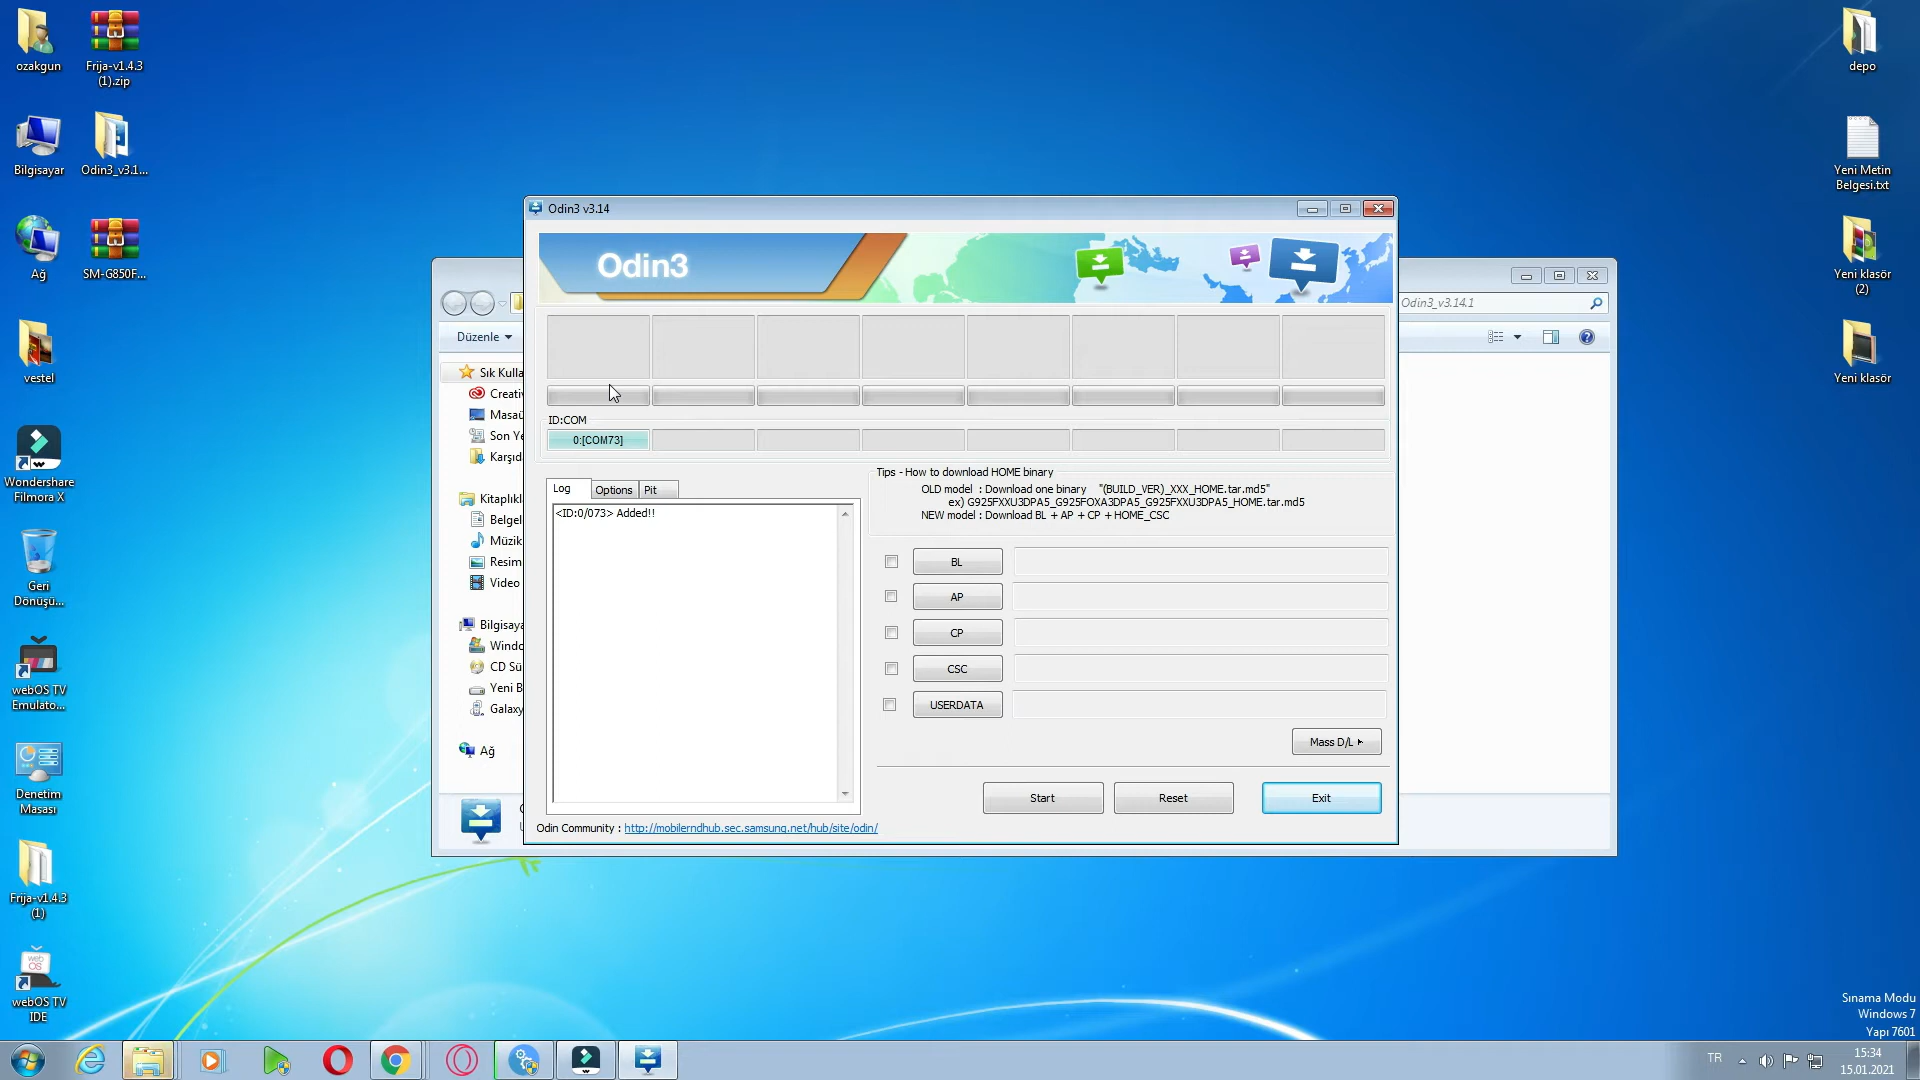 ozakgun
Frija-v1.4.3
(1).zip
Bilgisayar
Odin3_v3.1...
Ağ
SM-G850F...
vestel
Wondershare
Filmora X
Geri
Dönüşü...
webOS TV
Emulato...
Denetim
Masası
Frija-v1.4.3
(1)
web
OS
webOS TV
IDE
depo
Yeni Metin
Belgesi.txt
Yeni klasör
(2)
Yeni klasör
Odin3_v3.14.1
Düzenle
Sık Kulla
Creativ
Masaü
Son Ye
Karşıd
Kitaplıkl
Belgel
Müzik
Resim
Video
Bilgisaya
Windo
CD Sü
Yeni B
Galaxy
Ağ
Odin3 v3.14
Odin3
ID:COM
0:[COM73]
Log
Options
Pit
<ID:0/073> Added!!
Tips - How to download HOME binary
OLD model : Download one binary "(BUILD_VER)_XXX_HOME.tar.md5"
ex) G925FXXU3DPA5_G925FOXA3DPA5_G925FXXU3DPA5_HOME.tar.md5
NEW model : Download BL + AP + CP + HOME_CSC
BL
AP
CP
CSC
USERDATA
Mass D/L
Start
Reset
Exit
Odin Community : http://mobilerndhub.sec.samsung.net/hub/site/odin/
Sınama Modu
Windows 7
Yapı 7601
TR
15:34
15.01.2021